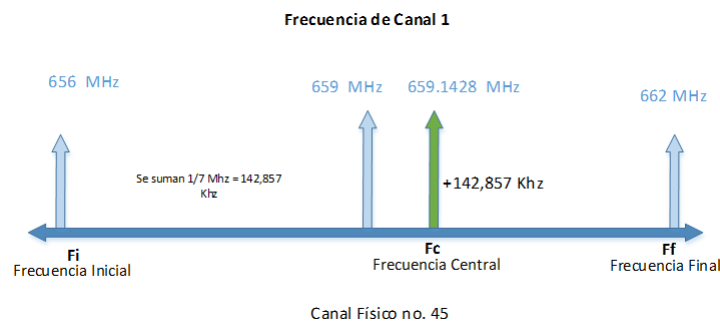 Frecuencia de Canal 1
656 MHz
659 MHz
659.1428 MHz
662 MHz
Se suman 1/7 Mhz = 142,857
Khz
+142,857 Khz
Fi
Frecuencia Inicial
Fc
Frecuencia Central
Ff
Frecuencia Final
Canal Físico no. 45